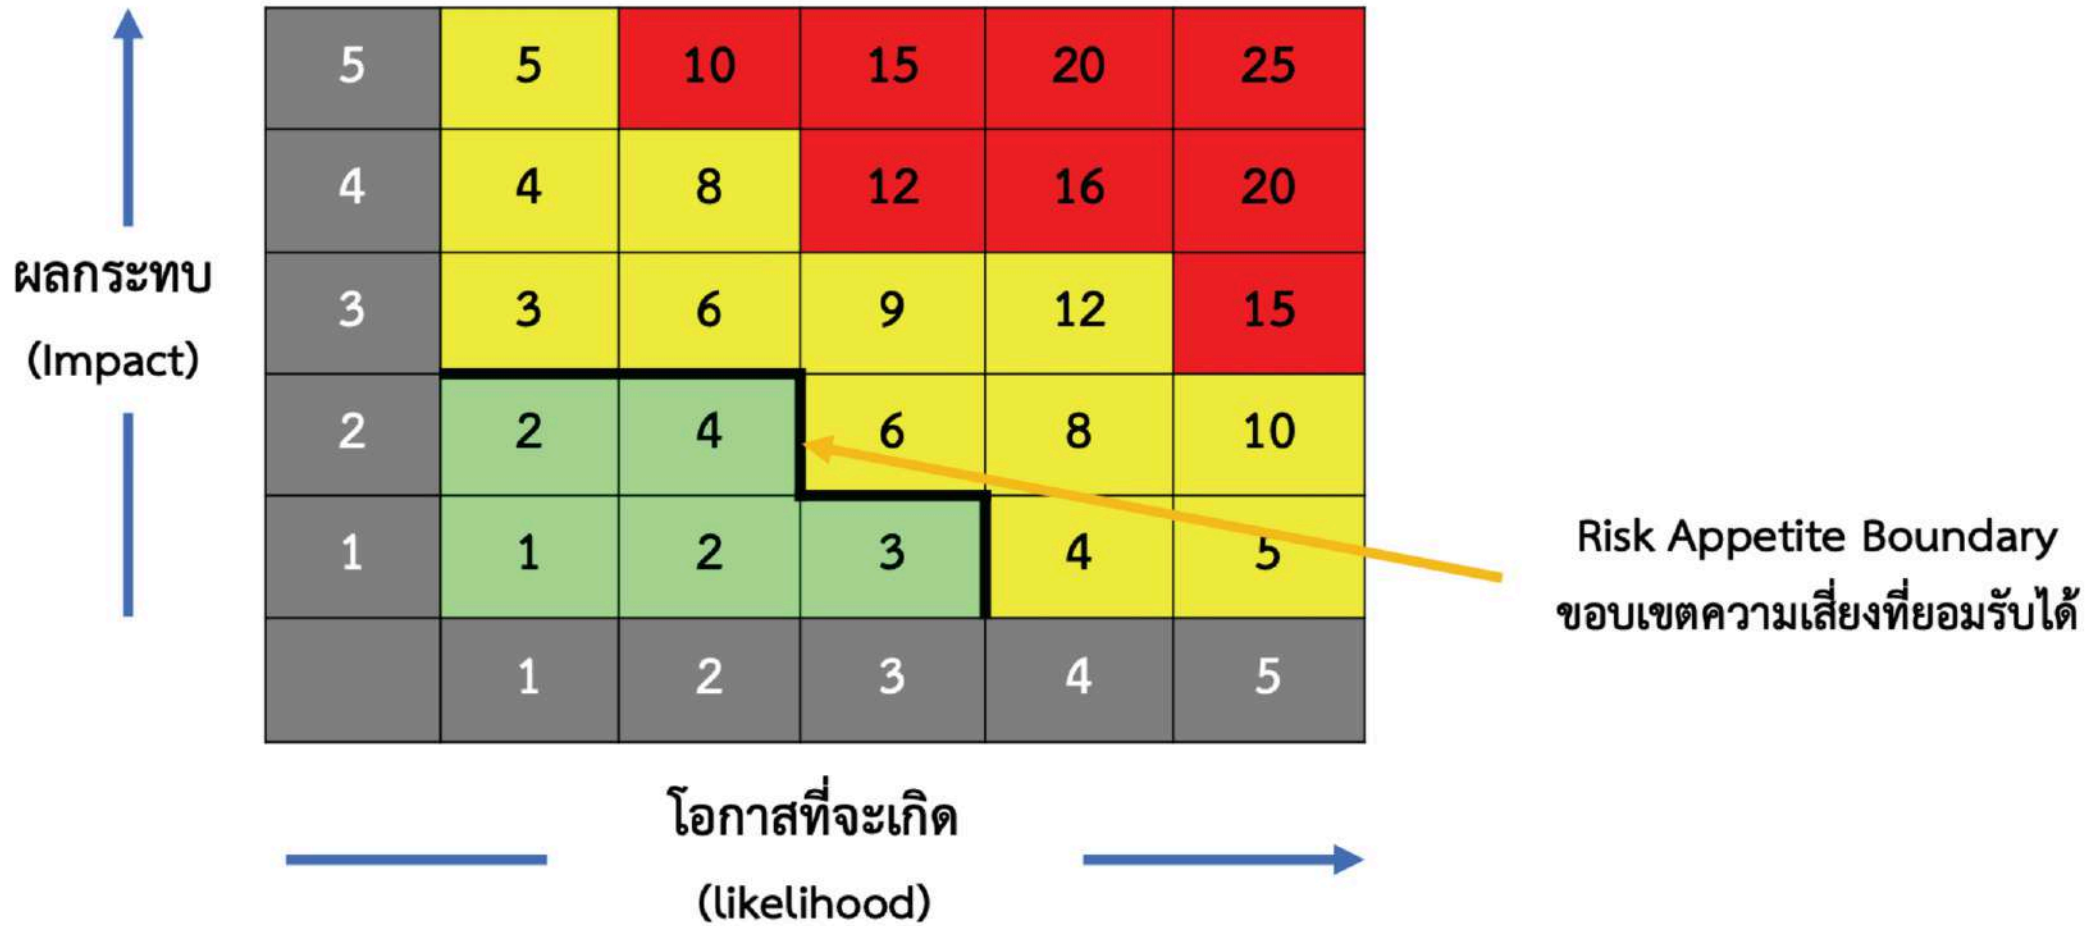 5 5 10 15 20 25
4 4 8 12 16 20
ผลกระทบ
(Impact)
3 3 6 9 12 15
2 2 4 6 8 10
1 1 2 3 4 5
Risk Appetite Boundary
ขอบเขตความเสี่ยงที่ยอมรับได้
1 2 3 4 5
โอกาสที่จะเกิด
(likelihood)